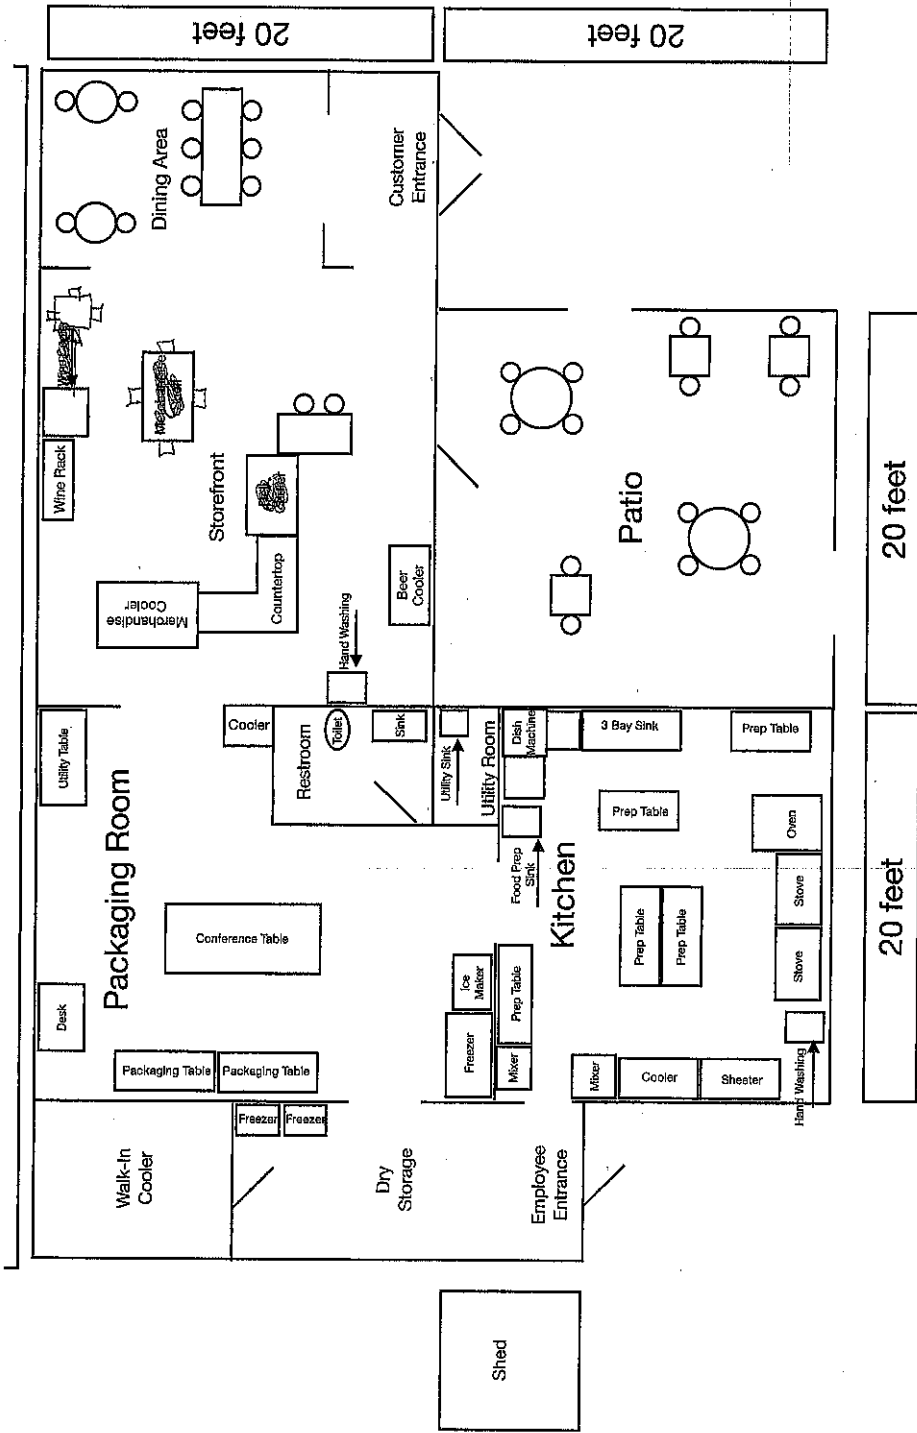 20 feet
20 feet
Dining Area
Customer
Entrance
Wine Rack
Storefront
Merchandise
Cooler
Countertop
Beer
Cooler
Hand Washing
Patio
20 feet
Utility Table
Packaging Room
Cooler
Restroom
Toilet
Sink
Utility Sink
Utility Room
Dish
Machine
3 Bay Sink
Prep Table
Prep Table
Oven
Food Prep
Sink
Kitchen
Stove
Stove
Prep Table
Prep Table
Conference Table
Desk
Ice
Maker
Prep Table
Freezer
Mixer
Packaging Table
Packaging Table
Mixer
Cooler
Sheeter
Hand Washing
20 feet
Freezer
Freezer
Walk-In
Cooler
Dry
Storage
Employee
Entrance
Shed